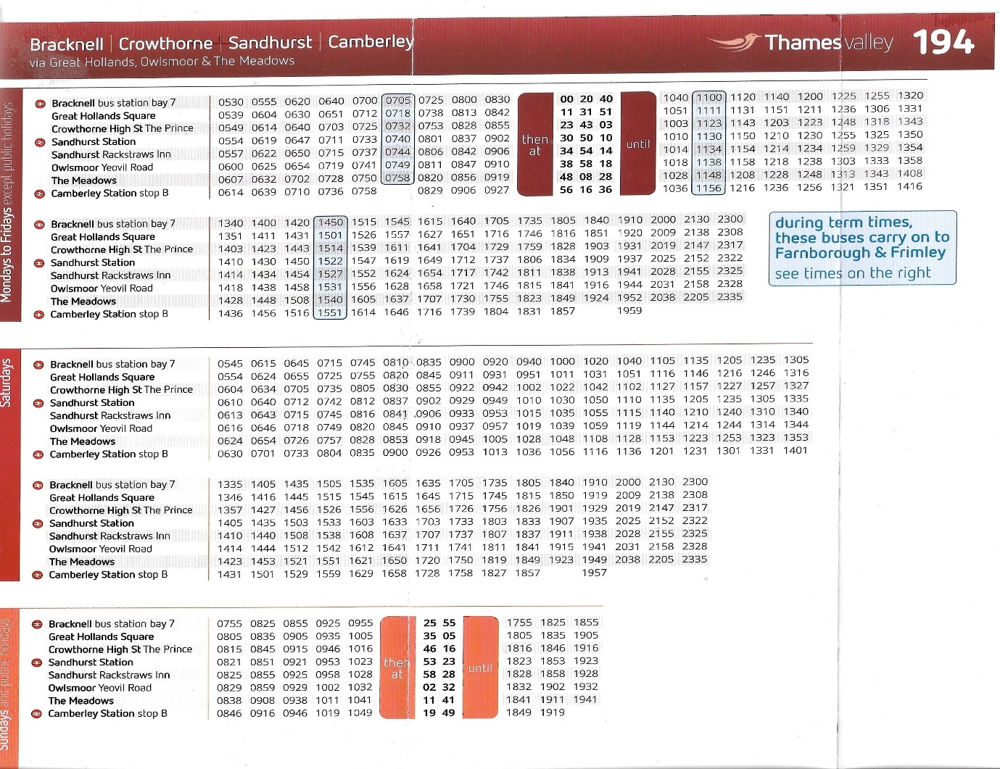 Bracknell | Crowthorne | Sandhurst | Camberley
via Great Hollands, Owlsmoor & The Meadows
Thames valley 194
Mondays to Fridays except public holidays
Bracknell bus station bay 7 0530 0555 0620 0640 0700 0705 0725 0800 0830 00 20 40 1040 1100 1120 1140 1200 1225 1255 1320
Great Hollands Square 0539 0604 0630 0651 0712 0718 0738 0813 0842 11 31 51 1051 1111 1131 1151 1211 1236 1306 1331
Crowthorne High St The Prince 0549 0614 0640 0703 0725 0732 0753 0828 0855 23 43 03 1003 1123 1143 1203 1223 1248 1318 1343
Sandhurst Station 0554 0619 0647 0711 0733 0740 0801 0837 0902 then at 30 50 10 until 1010 1130 1150 1210 1230 1255 1325 1350
Sandhurst Rackstraws Inn 0557 0622 0650 0715 0737 0744 0806 0842 0906 34 54 14 1014 1134 1154 1214 1234 1259 1329 1354
Owlsmoor Yeovil Road 0600 0625 0654 0719 0741 0749 0811 0847 0910 38 58 18 1018 1138 1158 1218 1238 1303 1333 1358
The Meadows 0607 0632 0702 0728 0750 0758 0820 0856 0919 48 08 28 1028 1148 1208 1228 1248 1313 1343 1408
Camberley Station stop B 0614 0639 0710 0736 0758 0829 0906 0927 56 16 36 1036 1156 1216 1236 1256 1321 1351 1416
Bracknell bus station bay 7 1340 1400 1420 1450 1515 1545 1615 1640 1705 1735 1805 1840 1910 2000 2130 2300
Great Hollands Square 1351 1411 1431 1501 1526 1557 1627 1651 1716 1746 1816 1851 1920 2009 2138 2308
Crowthorne High St The Prince 1403 1423 1443 1514 1539 1611 1641 1704 1729 1759 1828 1903 1931 2019 2147 2317
Sandhurst Station 1410 1430 1450 1522 1547 1619 1649 1712 1737 1806 1834 1909 1937 2025 2152 2322
Sandhurst Rackstraws Inn 1414 1434 1454 1527 1552 1624 1654 1717 1742 1811 1838 1913 1941 2028 2155 2325
Owlsmoor Yeovil Road 1418 1438 1458 1531 1556 1628 1658 1721 1746 1815 1841 1916 1944 2031 2158 2328
The Meadows 1428 1448 1508 1540 1605 1637 1707 1730 1755 1823 1849 1924 1952 2038 2205 2335
Camberley Station stop B 1436 1456 1516 1551 1614 1646 1716 1739 1804 1831 1857 1959
during term times,
these buses carry on to
Farnborough & Frimley
see times on the right
Saturdays
Bracknell bus station bay 7 0545 0615 0645 0715 0745 0810 0835 0900 0920 0940 1000 1020 1040 1105 1135 1205 1235 1305
Great Hollands Square 0554 0624 0655 0725 0755 0820 0845 0911 0931 0951 1011 1031 1051 1116 1146 1216 1246 1316
Crowthorne High St The Prince 0604 0634 0705 0735 0805 0830 0855 0922 0942 1002 1022 1042 1102 1127 1157 1227 1257 1327
Sandhurst Station 0610 0640 0712 0742 0812 0837 0902 0929 0949 1010 1030 1050 1110 1135 1205 1235 1305 1335
Sandhurst Rackstraws Inn 0613 0643 0715 0745 0816 0841 0906 0933 0953 1015 1035 1055 1115 1140 1210 1240 1310 1340
Owlsmoor Yeovil Road 0616 0646 0718 0749 0820 0845 0910 0937 0957 1019 1039 1059 1119 1144 1214 1244 1314 1344
The Meadows 0624 0654 0726 0757 0828 0853 0918 0945 1005 1028 1048 1108 1128 1153 1223 1253 1323 1353
Camberley Station stop B 0630 0701 0733 0804 0835 0900 0926 0953 1013 1036 1056 1116 1136 1201 1231 1301 1331 1401
Bracknell bus station bay 7 1335 1405 1435 1505 1535 1605 1635 1705 1735 1805 1840 1910 2000 2130 2300
Great Hollands Square 1346 1416 1445 1515 1545 1615 1645 1715 1745 1815 1850 1919 2009 2138 2308
Crowthorne High St The Prince 1357 1427 1456 1526 1556 1626 1656 1726 1756 1826 1901 1929 2019 2147 2317
Sandhurst Station 1405 1435 1503 1533 1603 1633 1703 1733 1803 1833 1907 1935 2025 2152 2322
Sandhurst Rackstraws Inn 1410 1440 1508 1538 1608 1637 1707 1737 1807 1837 1911 1938 2028 2155 2325
Owlsmoor Yeovil Road 1414 1444 1512 1542 1612 1641 1711 1741 1811 1841 1915 1941 2031 2158 2328
The Meadows 1423 1453 1521 1551 1621 1650 1720 1750 1819 1849 1923 1949 2038 2205 2335
Camberley Station stop B 1431 1501 1529 1559 1629 1658 1728 1758 1827 1857 1957
Sundays and public holidays
Bracknell bus station bay 7 0755 0825 0855 0925 0955 25 55 1755 1825 1855
Great Hollands Square 0805 0835 0905 0935 1005 35 05 1805 1835 1905
Crowthorne High St The Prince 0815 0845 0915 0946 1016 46 16 1816 1846 1916
Sandhurst Station 0821 0851 0921 0953 1023 then at 53 23 until 1823 1853 1923
Sandhurst Rackstraws Inn 0825 0855 0925 0958 1028 58 28 1828 1858 1928
Owlsmoor Yeovil Road 0829 0859 0929 1002 1032 02 32 1832 1902 1932
The Meadows 0838 0908 0938 1011 1041 11 41 1841 1911 1941
Camberley Station stop B 0846 0916 0946 1019 1049 19 49 1849 1919